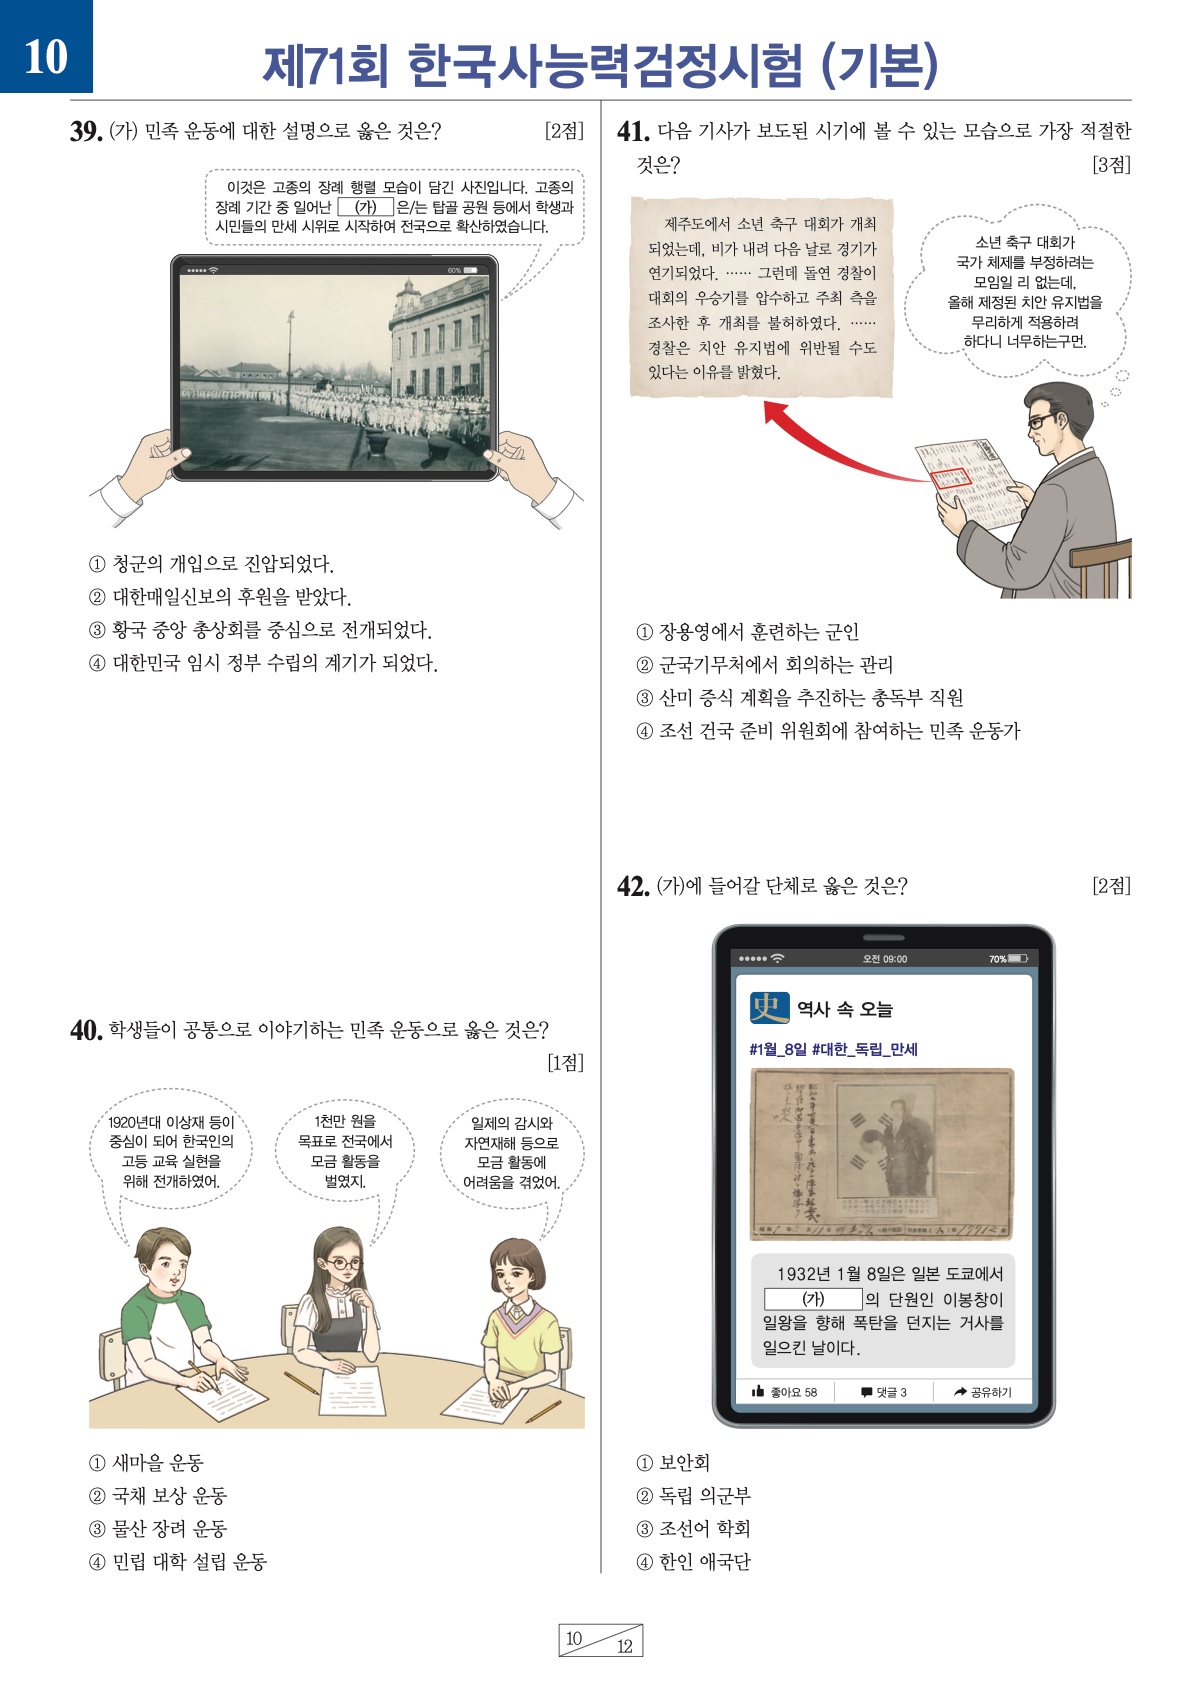 10
제71회 한국사능력검정시험 (기본)
39. (가) 민족 운동에 대한 설명으로 옳은 것은? [2점]
이것은 고종의 장례 행렬 모습이 담긴 사진입니다. 고종의
장례 기간 중 일어난 (가) 은/는 탑골 공원 등에서 학생과
시민들의 만세 시위로 시작하여 전국으로 확산하였습니다.
60%
① 청군의 개입으로 진압되었다.
② 대한매일신보의 후원을 받았다.
③ 황국 중앙 총상회를 중심으로 전개되었다.
④ 대한민국 임시 정부 수립의 계기가 되었다.
40. 학생들이 공통으로 이야기하는 민족 운동으로 옳은 것은?
[1점]
1920년대 이상재 등이
중심이 되어 한국인의
고등 교육 실현을
위해 전개하였어.
1천만 원을
목표로 전국에서
모금 활동을
벌였지.
일제의 감시와
자연재해 등으로
모금 활동에
어려움을 겪었어.
① 새마을 운동
② 국채 보상 운동
③ 물산 장려 운동
④ 민립 대학 설립 운동
41. 다음 기사가 보도된 시기에 볼 수 있는 모습으로 가장 적절한
것은? [3점]
제주도에서 소년 축구 대회가 개최
되었는데, 비가 내려 다음 날로 경기가
연기되었다. …… 그런데 돌연 경찰이
대회의 우승기를 압수하고 주최 측을
조사한 후 개최를 불허하였다. ……
경찰은 치안 유지법에 위반될 수도
있다는 이유를 밝혔다.
소년 축구 대회가
국가 체제를 부정하려는
모임일 리 없는데,
올해 제정된 치안 유지법을
무리하게 적용하려
하다니 너무하는구먼.
① 장용영에서 훈련하는 군인
② 군국기무처에서 회의하는 관리
③ 산미 증식 계획을 추진하는 총독부 직원
④ 조선 건국 준비 위원회에 참여하는 민족 운동가
42. (가)에 들어갈 단체로 옳은 것은? [2점]
오전 09:00 70%
史 역사 속 오늘
#1월_8일 #대한_독립_만세
1932년 1월 8일은 일본 도쿄에서
(가) 의 단원인 이봉창이
일왕을 향해 폭탄을 던지는 거사를
일으킨 날이다.
좋아요 58 댓글 3 공유하기
① 보안회
② 독립 의군부
③ 조선어 학회
④ 한인 애국단
10 12